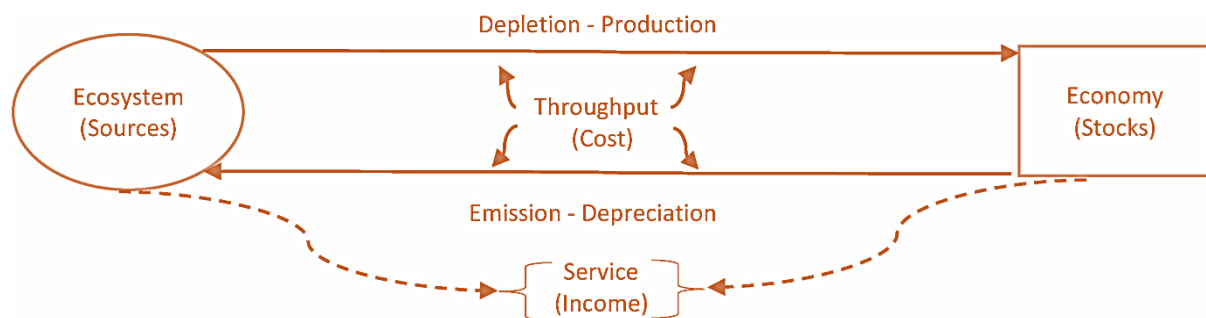 Depletion - Production
Ecosystem
(Sources)
Throughput
(Cost)
Economy
(Stocks)
Emission - Depreciation
Service
(Income)